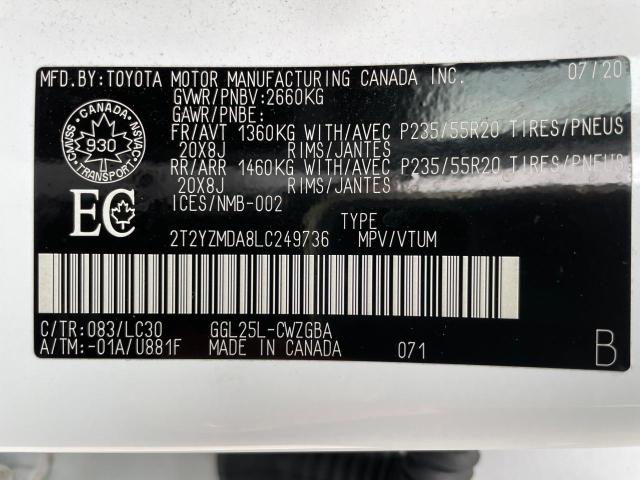 MFD.BY:TOYOTA MOTOR MANUFACTURING CANADA INC. 07/20
GVWR/PNBV:2660KG
GAWR/PNBE:
FR/AVT 1360KG WITH/AVEC P235/55R20 TIRES/PNEUS
20X8J RIMS/JANTES
RR/ARR 1460KG WITH/AVEC P235/55R20 TIRES/PNEUS
20X8J RIMS/JANTES
ICES/NMB-002
CANADA
CMVSS NSVAC
930
TRANSPORT
EC
TYPE
2T2YZMDA8LC249736 MPV/VTUM
C/TR:083/LC30 GGL25L-CWZGBA
A/TM:-01A/U881F MADE IN CANADA 071 B